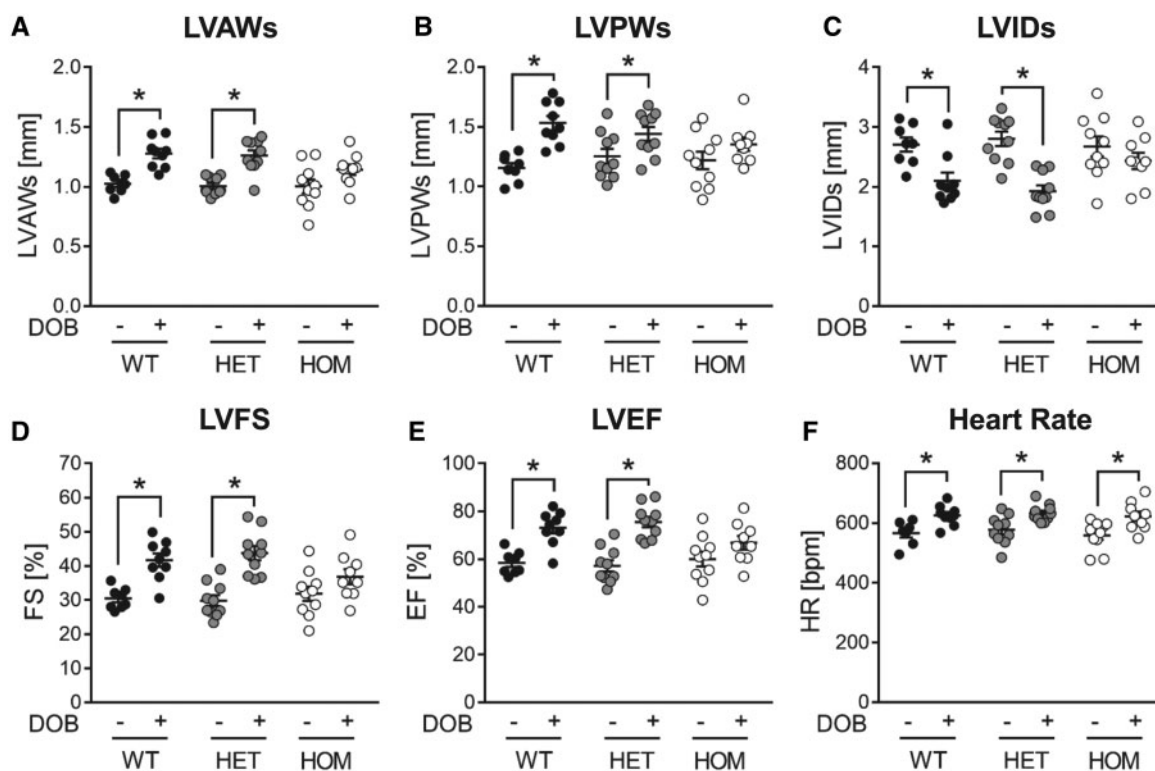 A LVAWs
LVAWs [mm]
2.0
1.5
1.0
0.5
0.0
* *
DOB - + - + - +
WT HET HOM
B LVPWs
LVPWs [mm]
2.0
1.5
1.0
0.5
0.0
* *
DOB - + - + - +
WT HET HOM
C LVIDs
LVIDs [mm]
4
3
2
1
0
* *
DOB - + - + - +
WT HET HOM
D LVFS
FS [%]
70
60
50
40
30
20
10
0
* *
DOB - + - + - +
WT HET HOM
E LVEF
EF [%]
100
80
60
40
20
0
* *
DOB - + - + - +
WT HET HOM
F Heart Rate
HR [bpm]
800
600
400
200
0
* * *
DOB - + - + - +
WT HET HOM